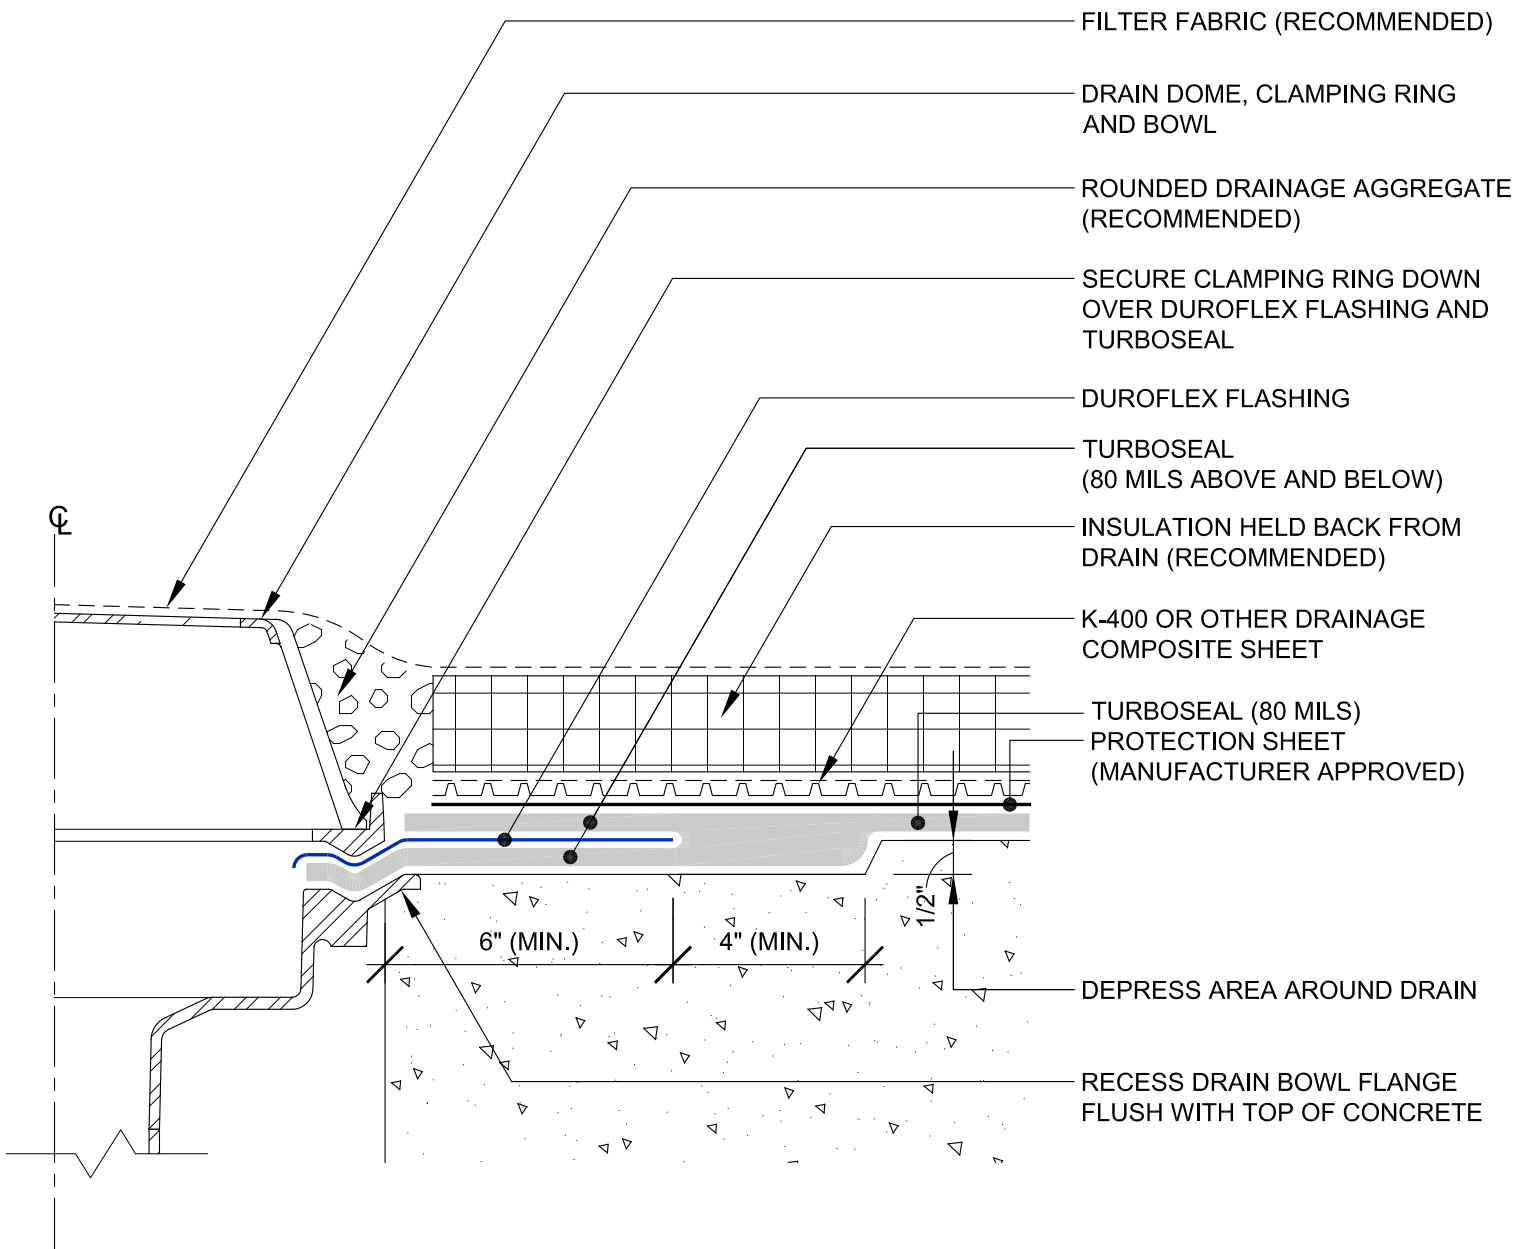 FILTER FABRIC (RECOMMENDED)
DRAIN DOME, CLAMPING RING
AND BOWL
ROUNDED DRAINAGE AGGREGATE
(RECOMMENDED)
SECURE CLAMPING RING DOWN
OVER DUROFLEX FLASHING AND
TURBOSEAL
DUROFLEX FLASHING
TURBOSEAL
(80 MILS ABOVE AND BELOW)
INSULATION HELD BACK FROM
DRAIN (RECOMMENDED)
K-400 OR OTHER DRAINAGE
COMPOSITE SHEET
TURBOSEAL (80 MILS)
PROTECTION SHEET
(MANUFACTURER APPROVED)
℄
1/2"
6" (MIN.)
4" (MIN.)
DEPRESS AREA AROUND DRAIN
RECESS DRAIN BOWL FLANGE
FLUSH WITH TOP OF CONCRETE